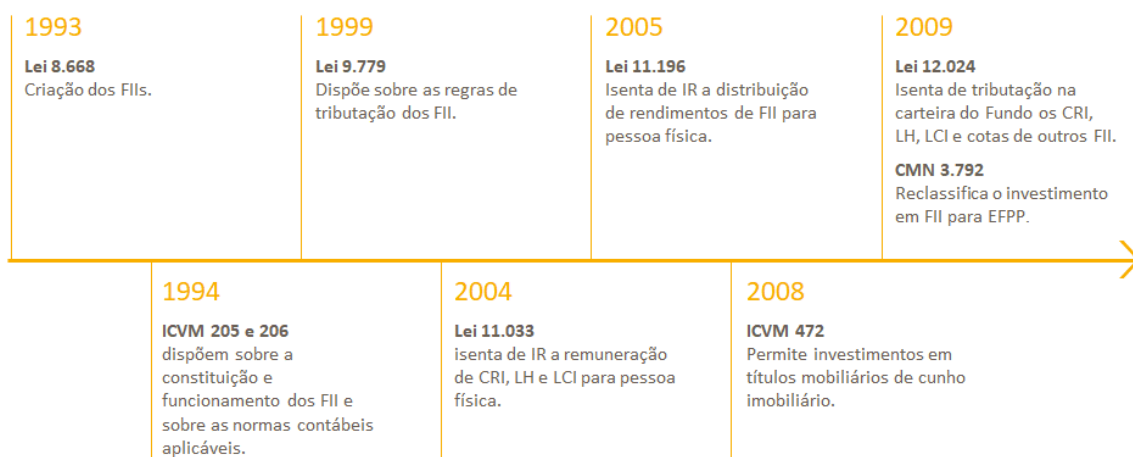 1993
Lei 8.668
Criação dos FIIs.
1999
Lei 9.779
Dispõe sobre as regras de
tributação dos FII.
2005
Lei 11.196
Isenta de IR a distribuição
de rendimentos de FII para
pessoa física.
2009
Lei 12.024
Isenta de tributação na
carteira do Fundo os CRI,
LH, LCI e cotas de outros FII.
CMN 3.792
Reclassifica o investimento
em FII para EFPP.
1994
ICVM 205 e 206
dispõem sobre a
constituição e
funcionamento dos FII e
sobre as normas contábeis
aplicáveis.
2004
Lei 11.033
isenta de IR a remuneração
de CRI, LH e LCI para pessoa
física.
2008
ICVM 472
Permite investimentos em
títulos mobiliários de cunho
imobiliário.